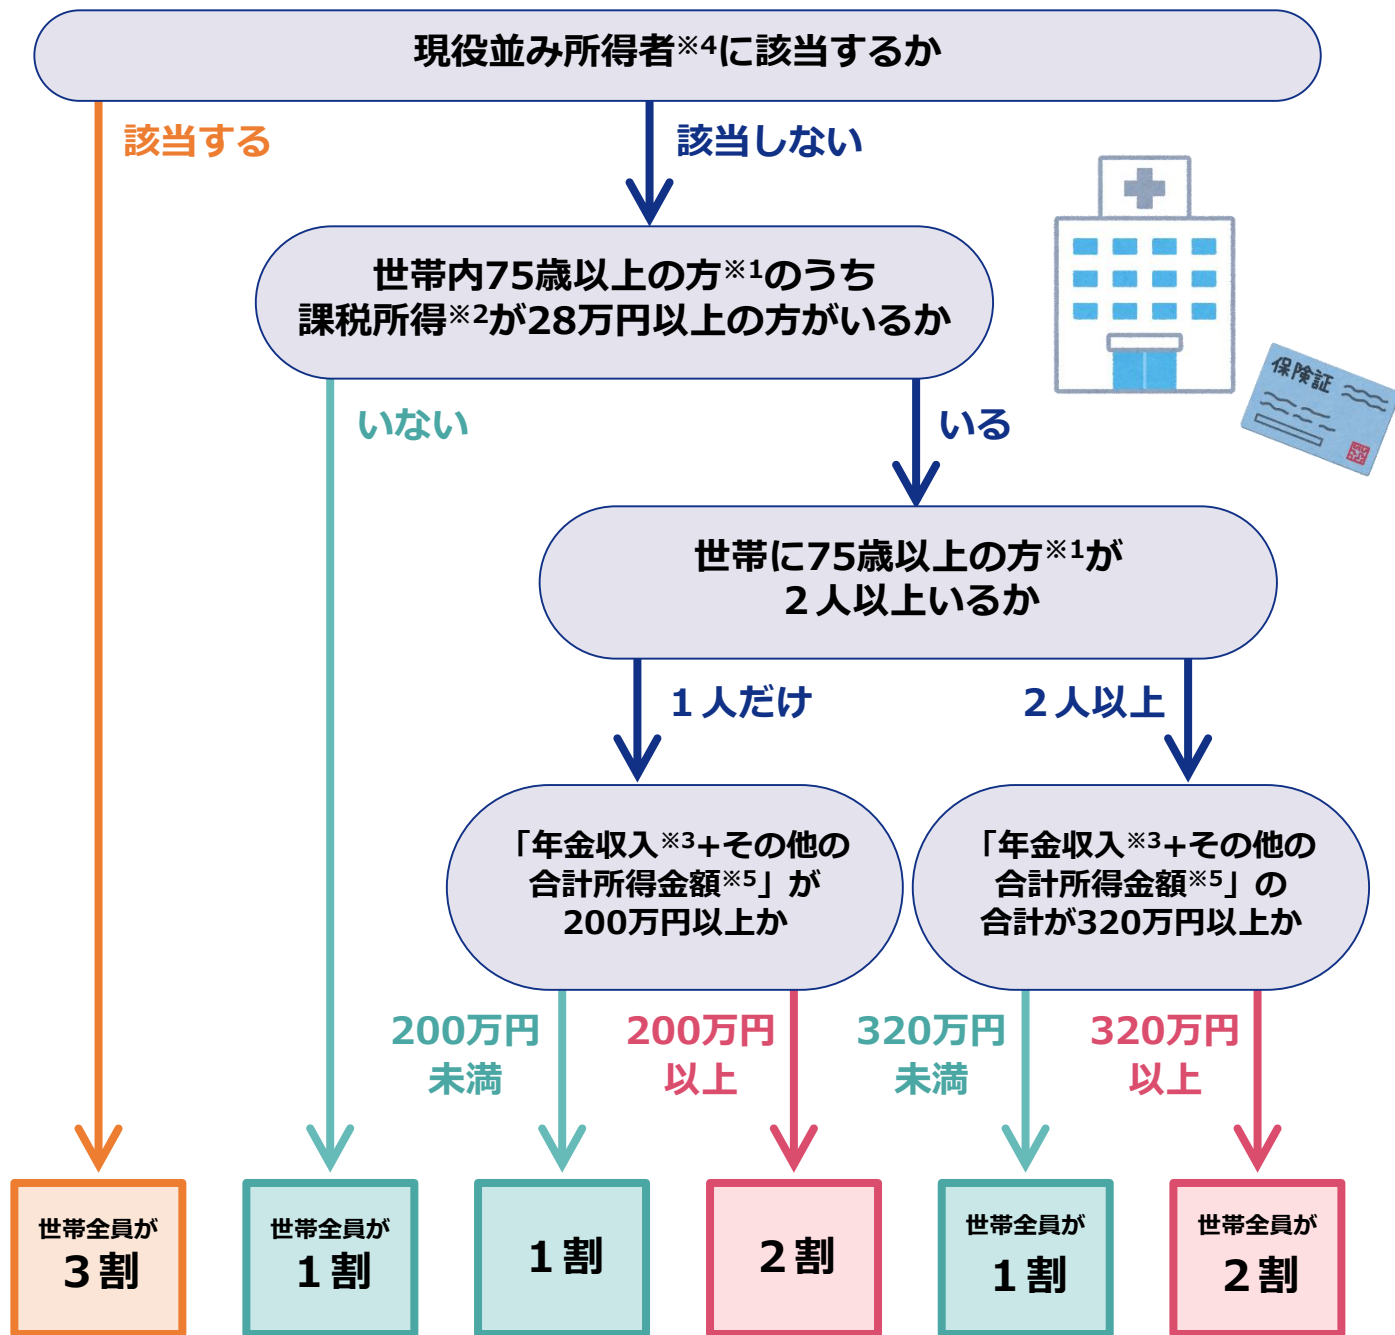 現役並み所得者※4に該当するか
該当する
該当しない
世帯内75歳以上の方※1のうち
課税所得※2が28万円以上の方がいるか
保険証
いない
いる
世帯に75歳以上の方※1が
２人以上いるか
１人だけ
２人以上
「年金収入※3+その他の
合計所得金額※5」が
200万円以上か
「年金収入※3+その他の
合計所得金額※5」の
合計が320万円以上か
200万円
未満
200万円
以上
320万円
未満
320万円
以上
世帯全員が
３割
世帯全員が
１割
１割
２割
世帯全員が
１割
世帯全員が
２割